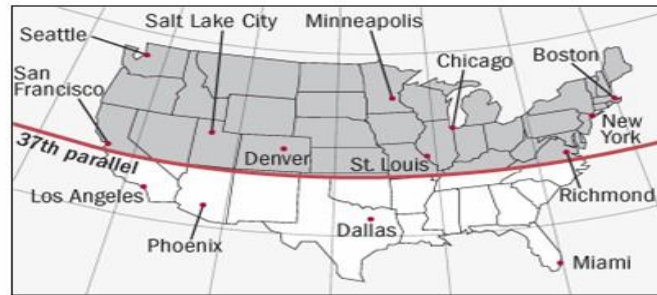 Salt Lake City
Minneapolis
Seattle
Boston
Chicago
San
Francisco
New
York
37th parallel
Denver
St. Louis
Los Angeles
Richmond
Phoenix
Dallas
Miami